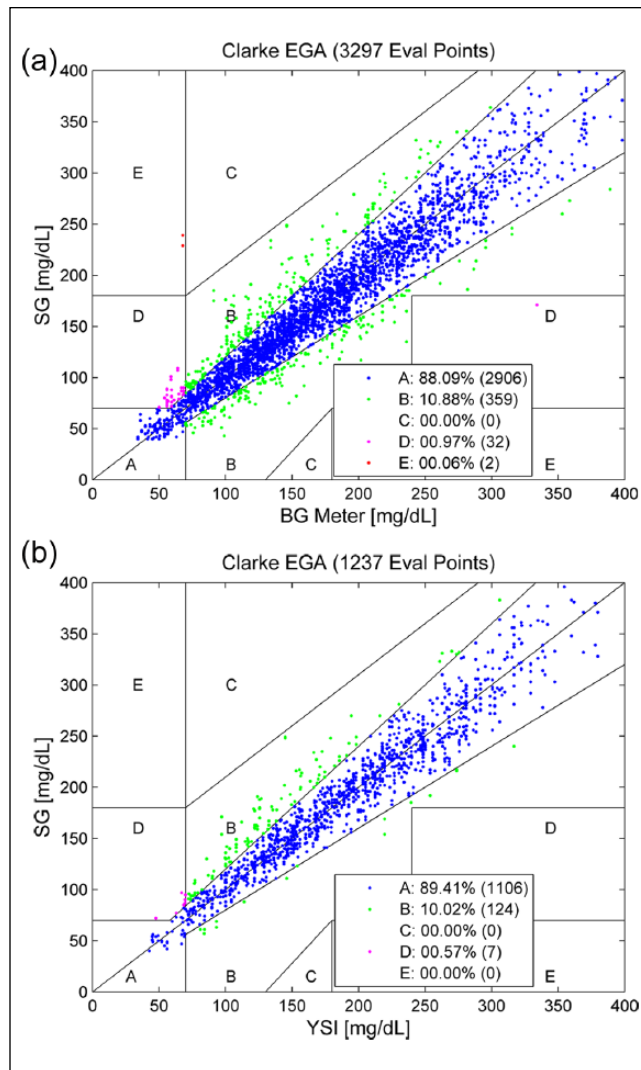 (a)
Clarke EGA (3297 Eval Points)
400
350
300
250
200
150
100
50
0
SG [mg/dL]
E
C
D
B
D
A
B
C
E
A: 88.09% (2906)
B: 10.88% (359)
C: 00.00% (0)
D: 00.97% (32)
E: 00.06% (2)
0 50 100 150 200 250 300 350 400
BG Meter [mg/dL]
(b)
Clarke EGA (1237 Eval Points)
400
350
300
250
200
150
100
50
0
SG [mg/dL]
E
C
D
B
D
A
B
C
E
A: 89.41% (1106)
B: 10.02% (124)
C: 00.00% (0)
D: 00.57% (7)
E: 00.00% (0)
0 50 100 150 200 250 300 350 400
YSI [mg/dL]